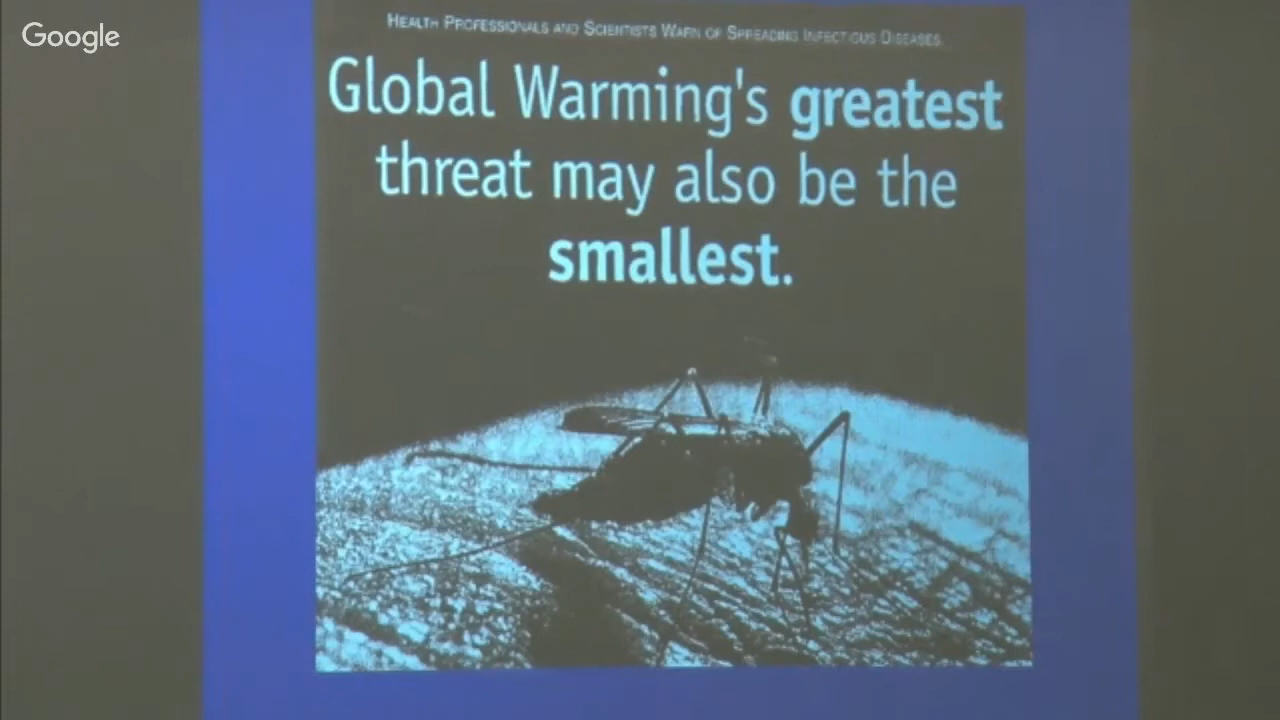 Google
HEALTH PROFESSIONALS AND SCIENTISTS WARN OF SPREADING INFECTIOUS DISEASES.
Global Warming's greatest
threat may also be the
smallest.